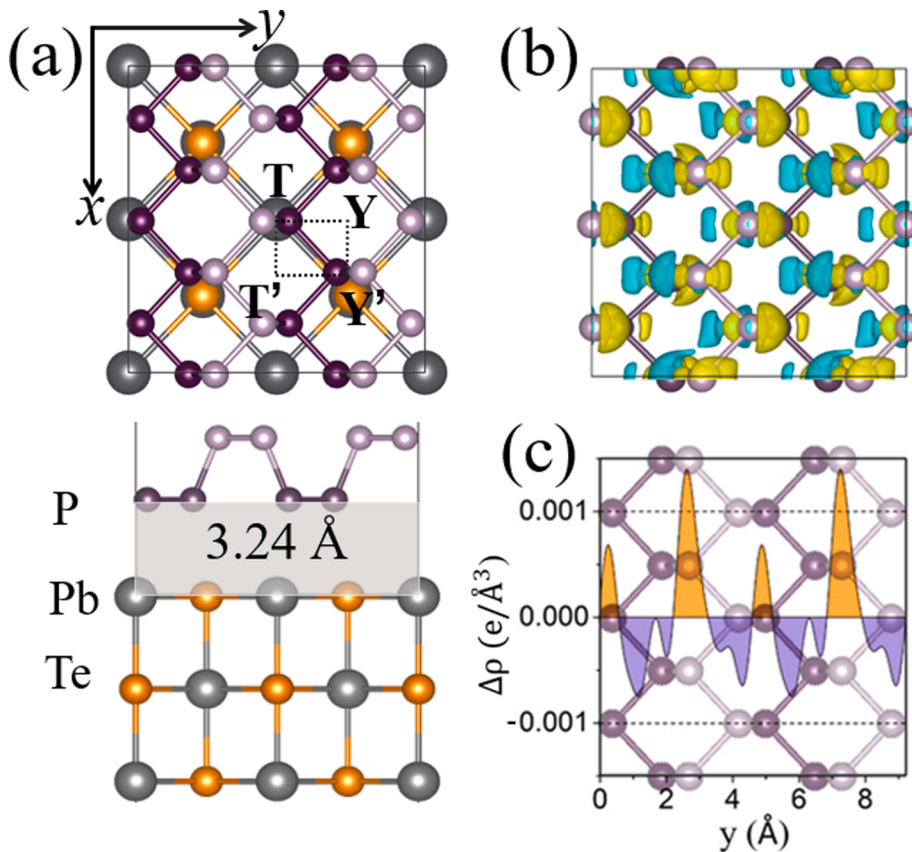 (a)
y
x
T
Y
T’
Y’
P
3.24 Å
Pb
Te
(b)
(c)
0.001
0.000
-0.001
Δρ (e/Å³)
0 2 4 6 8
y (Å)